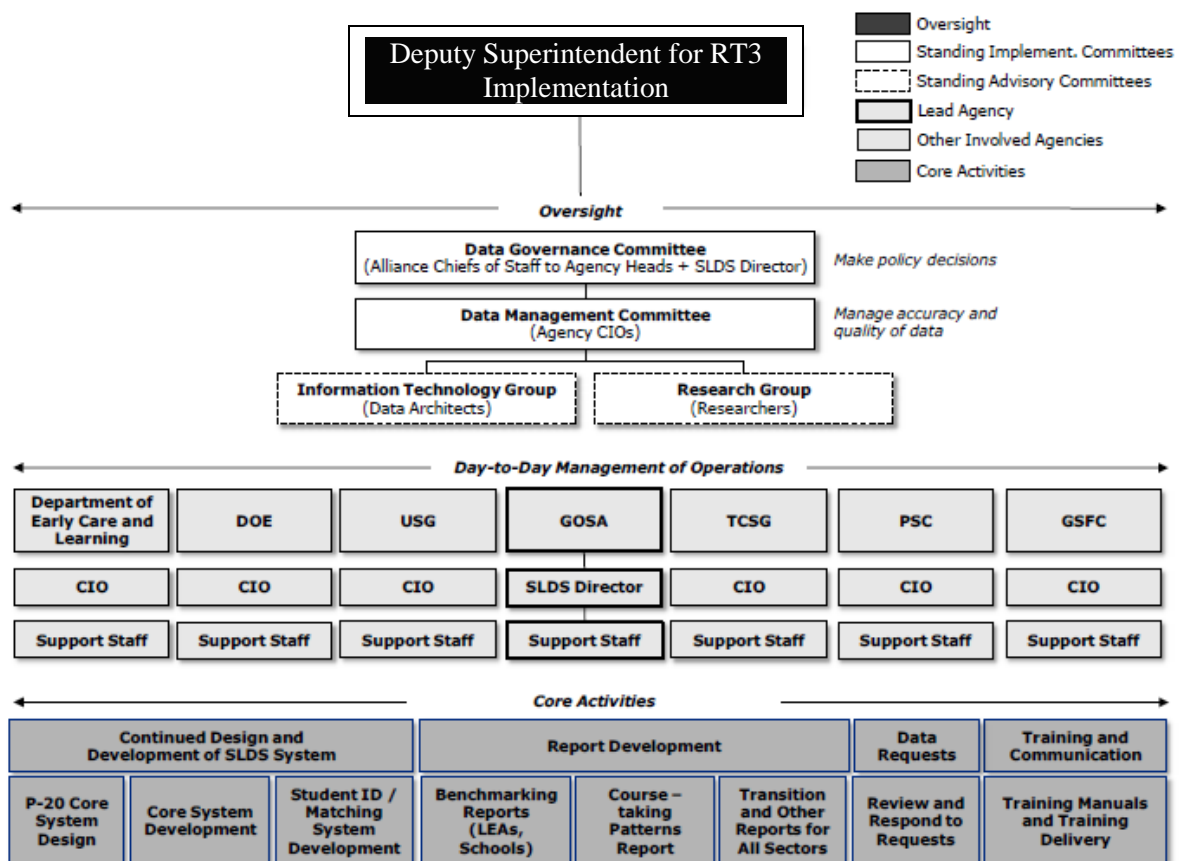 Deputy Superintendent for RT3
Implementation
Oversight
Standing Implement. Committees
Standing Advisory Committees
Lead Agency
Other Involved Agencies
Core Activities
Oversight
Data Governance Committee
(Alliance Chiefs of Staff to Agency Heads + SLDS Director)
Make policy decisions
Data Management Committee
(Agency CIOs)
Manage accuracy and
quality of data
Information Technology Group
(Data Architects)
Research Group
(Researchers)
Day-to-Day Management of Operations
Department of
Early Care and
Learning
DOE
USG
GOSA
TCSG
PSC
GSFC
CIO
CIO
CIO
SLDS Director
CIO
CIO
CIO
Support Staff
Support Staff
Support Staff
Support Staff
Support Staff
Support Staff
Support Staff
Core Activities
Continued Design and
Development of SLDS System
Report Development
Data
Requests
Training and
Communication
P-20 Core
System
Design
Core System
Development
Student ID /
Matching
System
Development
Benchmarking
Reports
(LEAs,
Schools)
Course –
taking
Patterns
Report
Transition
and Other
Reports for
All Sectors
Review and
Respond to
Requests
Training Manuals
and Training
Delivery